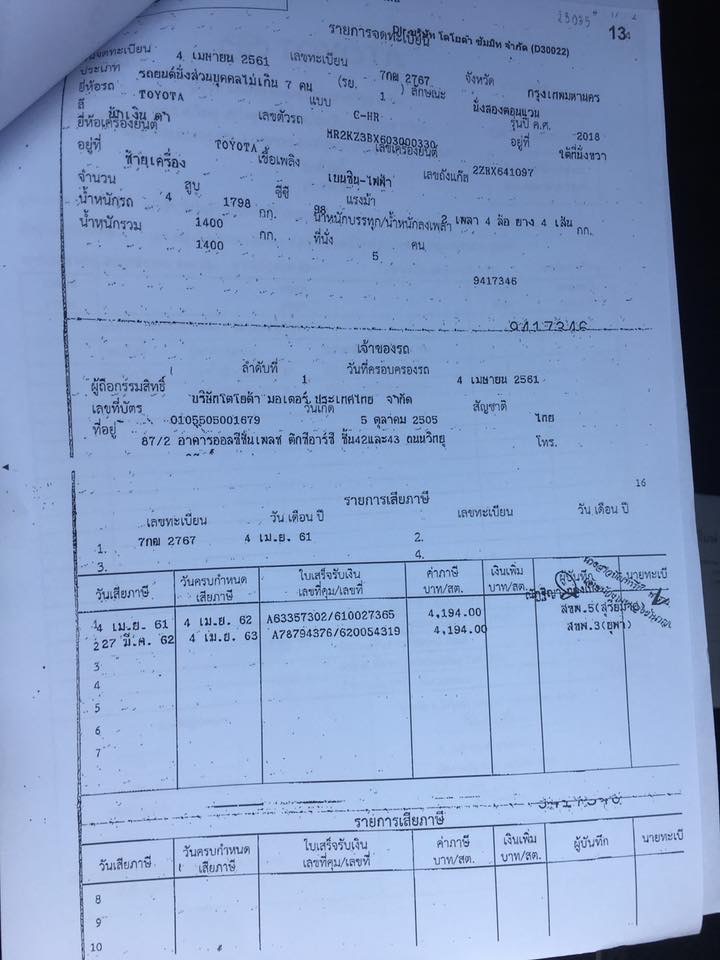 23035
บริษัท โตโยต้า ซัมมิท จำกัด (D30022)
13
รายการจดทะเบียน
วันจดทะเบียน 4 เมษายน 2561 เลขทะเบียน 7กฒ 2767 จังหวัด กรุงเทพมหานคร
ประเภท รถยนต์นั่งส่วนบุคคลไม่เกิน 7 คน (รย. 1 ) ลักษณะ นั่งสองตอนแวน
ยี่ห้อรถ TOYOTA แบบ C-HR รุ่นปี ค.ศ. 2018
สี น้ำเงิน ดำ เลขตัวรถ MR2KZ3BX603000330 อยู่ที่ ใต้ที่นั่งขวา
ยี่ห้อเครื่องยนต์ TOYOTA เลขเครื่องยนต์ 2ZRX641097
อยู่ที่ ซ้ายเครื่อง เชื้อเพลิง เบนซิน-ไฟฟ้า เลขถังแก๊ส
จำนวน 4 สูบ 1798 ซีซี 98 แรงม้า 2 เพลา 4 ล้อ ยาง 4 เส้น
น้ำหนักรถ 1400 กก. น้ำหนักบรรทุก/น้ำหนักลงเพลา กก.
น้ำหนักรวม 1400 กก. ที่นั่ง 5 คน
9417346
9417346
เจ้าของรถ
ลำดับที่ 1 วันที่ครอบครองรถ 4 เมษายน 2561
ผู้ถือกรรมสิทธิ์ บริษัทโตโยต้า มอเตอร์ ประเทศไทย จำกัด
เลขที่บัตร 0105505001679 วันเกิด 5 ตุลาคม 2505 สัญชาติ ไทย
ที่อยู่ 87/2 อาคารออลซีซั่นเพลซ ตึกซีอาร์ซี ชั้น42และ43 ถนนวิทยุ โทร.
16
รายการเสียภาษี
เลขทะเบียน วัน เดือน ปี เลขทะเบียน วัน เดือน ปี
1. 7กฒ 2767 4 เม.ย. 61 2.
3. 4.
วันเสียภาษี วันครบกำหนดเสียภาษี ใบเสร็จรับเงิน เลขที่คุม/เลขที่ ค่าภาษี บาท/สต. เงินเพิ่ม บาท/สต. ผู้บันทึก นายทะเบี
1 4 เม.ย. 61 4 เม.ย. 62 A63357302/610027365 4,194.00 สขพ.5
2 27 มี.ค. 62 4 เม.ย. 63 A78794376/620054319 4,194.00 สขพ.3(ยุพา)
3
4
5
6
7
รายการเสียภาษี
วันเสียภาษี วันครบกำหนดเสียภาษี ใบเสร็จรับเงิน เลขที่คุม/เลขที่ ค่าภาษี บาท/สต. เงินเพิ่ม บาท/สต. ผู้บันทึก นายทะเบี
8
9
10